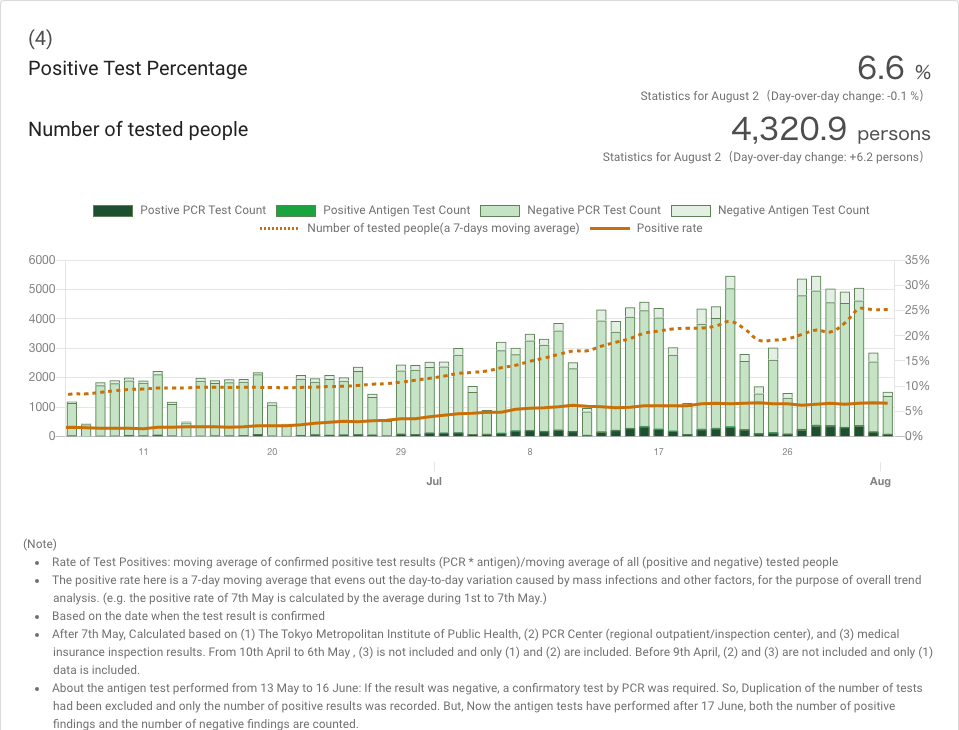 (4)
Positive Test Percentage
6.6 %
Statistics for August 2（Day-over-day change: -0.1 %）
Number of tested people
4,320.9 persons
Statistics for August 2（Day-over-day change: +6.2 persons）
Postive PCR Test Count
Positive Antigen Test Count
Negative PCR Test Count
Negative Antigen Test Count
Number of tested people(a 7-days moving average)
Positive rate
6000
5000
4000
3000
2000
1000
0
35%
30%
25%
20%
15%
10%
5%
0%
11
20
29
8
17
26
Jul
Aug
(Note)
• Rate of Test Positives: moving average of confirmed positive test results (PCR * antigen)/moving average of all (positive and negative) tested people
• The positive rate here is a 7-day moving average that evens out the day-to-day variation caused by mass infections and other factors, for the purpose of overall trend
analysis. (e.g. the positive rate of 7th May is calculated by the average during 1st to 7th May.)
• Based on the date when the test result is confirmed
• After 7th May, Calculated based on (1) The Tokyo Metropolitan Institute of Public Health, (2) PCR Center (regional outpatient/inspection center), and (3) medical
insurance inspection results. From 10th April to 6th May , (3) is not included and only (1) and (2) are included. Before 9th April, (2) and (3) are not included and only (1)
data is included.
• About the antigen test performed from 13 May to 16 June: If the result was negative, a confirmatory test by PCR was required. So, Duplication of the number of tests
had been excluded and only the number of positive results was recorded. But, Now the antigen tests have performed after 17 June, both the number of positive
findings and the number of negative findings are counted.